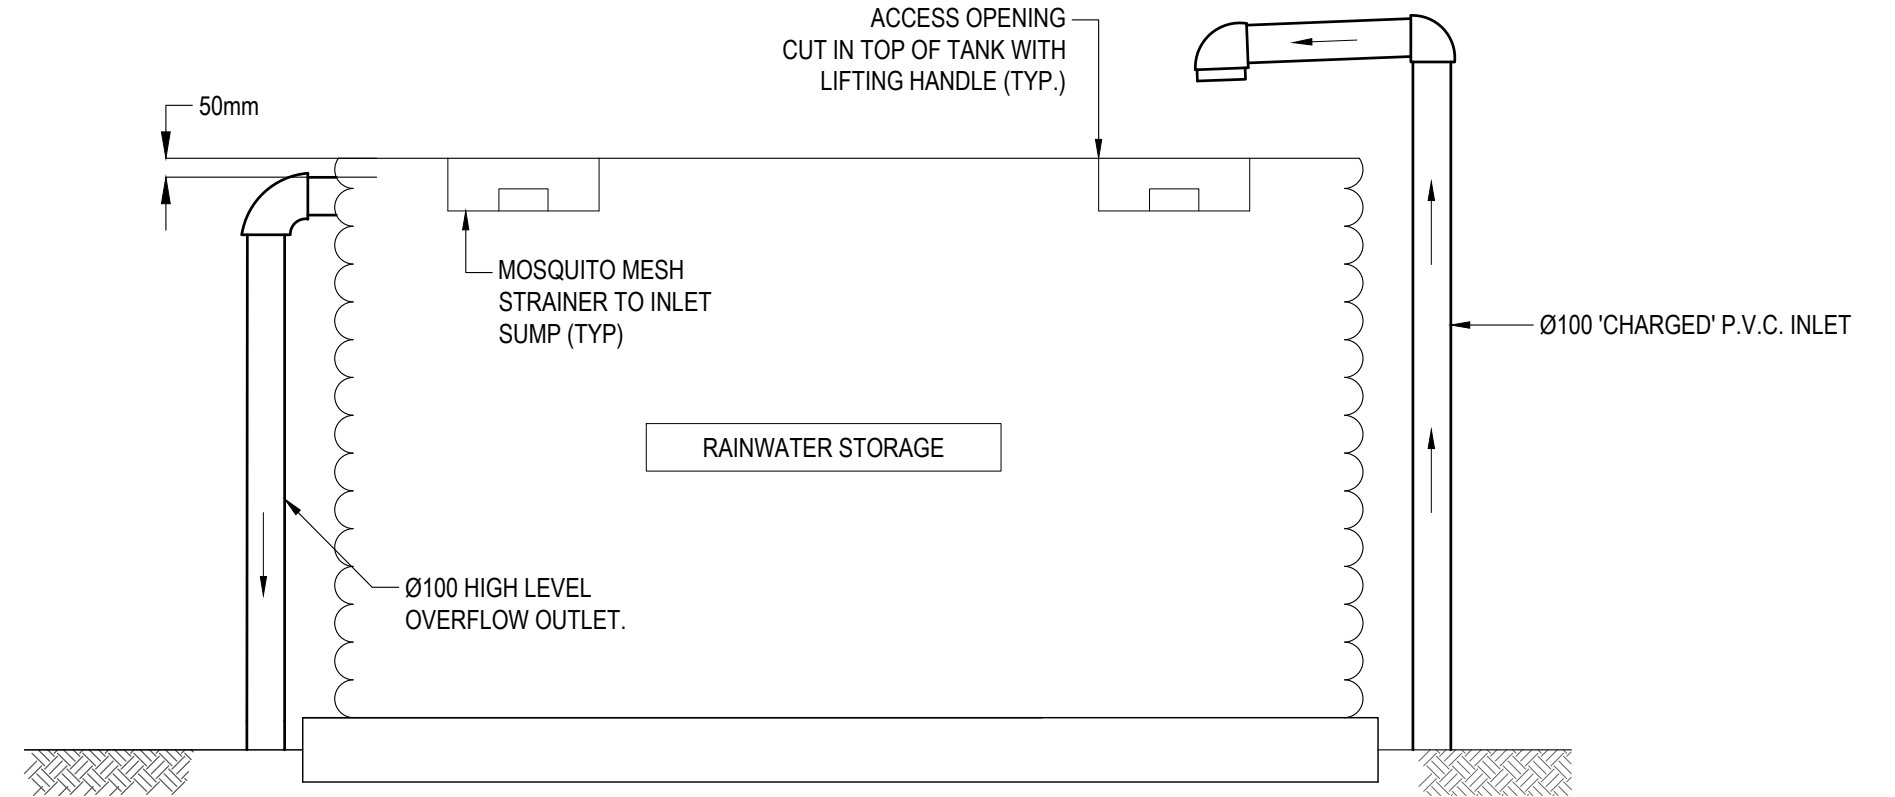 ACCESS OPENING
CUT IN TOP OF TANK WITH
LIFTING HANDLE (TYP.)
50mm
MOSQUITO MESH
STRAINER TO INLET
SUMP (TYP)
Ø100 'CHARGED' P.V.C. INLET
RAINWATER STORAGE
Ø100 HIGH LEVEL
OVERFLOW OUTLET.